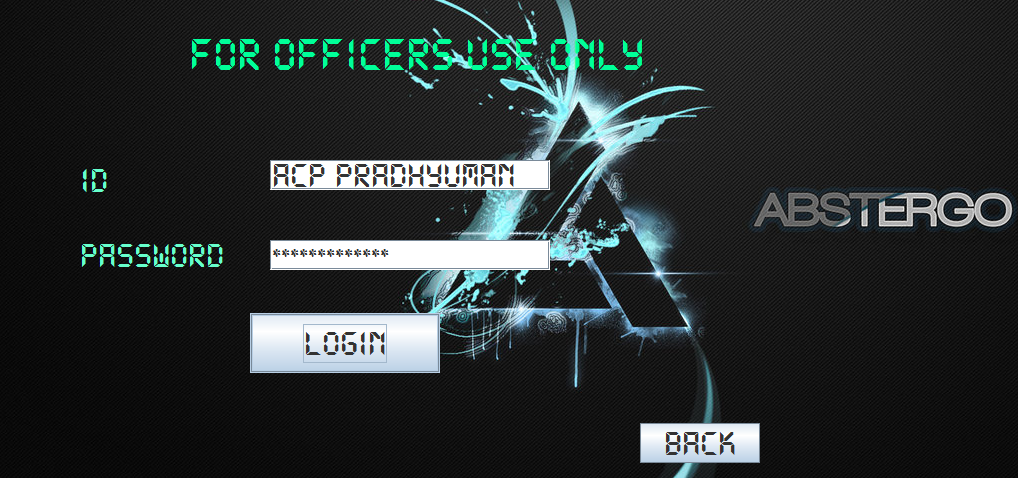 FOR OFFICERS USE ONLY
ID
ACP PRADHYUMAN
ABSTERGO
PASSWORD
*************
LOGIN
BACK